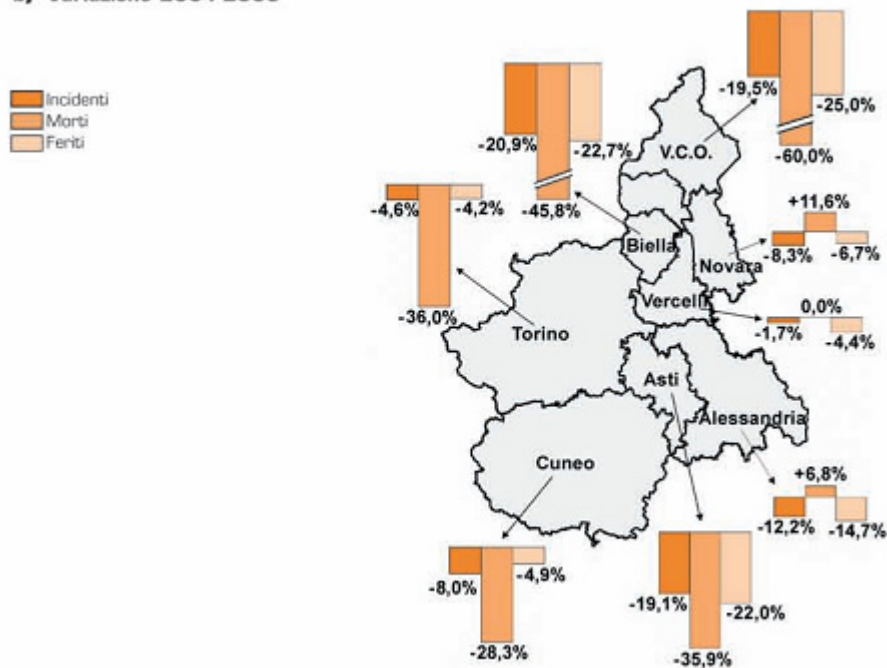 Incidenti
Morti
Feriti
-19,5%
-25,0%
-60,0%
V.C.O.
-20,9%
-22,7%
-45,8%
-4,6%
-4,2%
-36,0%
+11,6%
-8,3%
-6,7%
Biella
Novara
Vercelli
0,0%
-1,7%
-4,4%
Torino
Asti
Alessandria
Cuneo
+6,8%
-12,2%
-14,7%
-8,0%
-4,9%
-28,3%
-19,1%
-22,0%
-35,9%